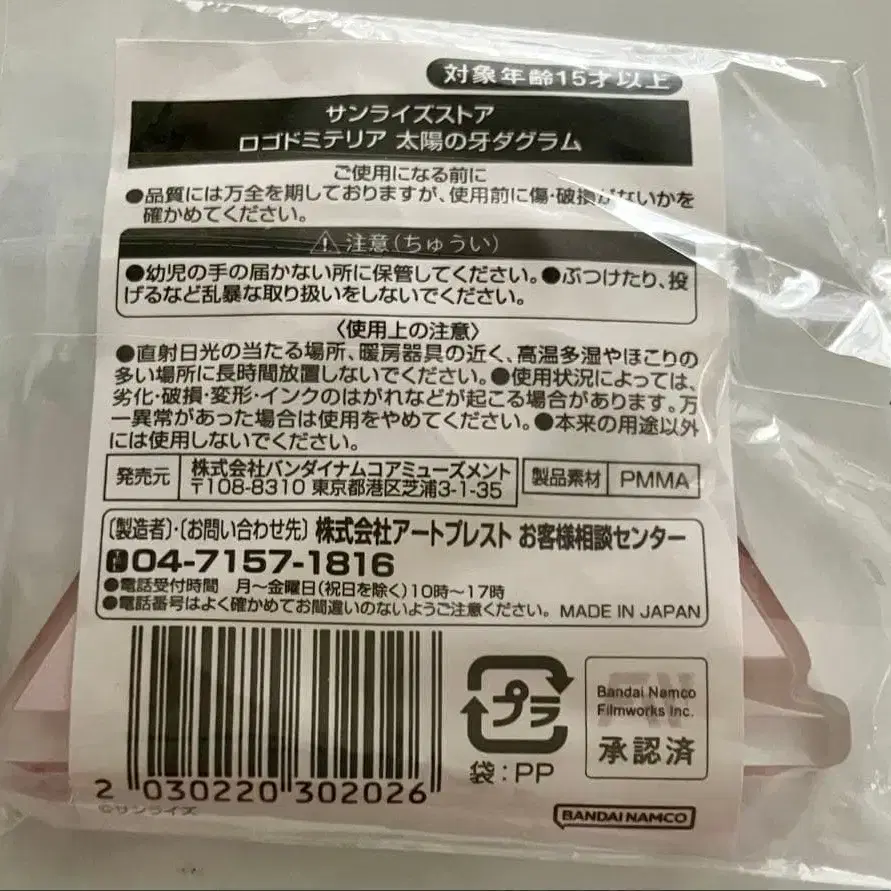 対象年齢15才以上
サンライズストア
ロゴドミテリア 太陽の牙ダグラム
ご使用になる前に
●品質には万全を期しておりますが、使用前に傷・破損がないかを
確かめてください。
⚠注意(ちゅうい)
●幼児の手の届かない所に保管してください。●ぶつけたり、投
げるなど乱暴な取り扱いをしないでください。
〈使用上の注意〉
●直射日光の当たる場所、暖房器具の近く、高温多湿やほこりの
多い場所に長時間放置しないでください。●使用状況によっては、
劣化・破損・変形・インクのはがれなどが起こる場合があります。万
一異常があった場合は使用をやめてください。●本来の用途以外
には使用しないでください。
発売元 株式会社バンダイナムコアミューズメント 製品素材 PMMA
〒108-8310 東京都港区芝浦3-1-35
〔製造者〕・〔お問い合わせ先〕株式会社アートプレスト お客様相談センター
04-7157-1816
●電話受付時間 月～金曜日(祝日を除く)10時～17時
●電話番号はよく確かめてお間違いのないようご注意ください。 MADE IN JAPAN
プラ
袋:PP
Bandai Namco
Filmworks Inc.
承認済
2 030220 302026
©サンライズ
BANDAI NAMCO